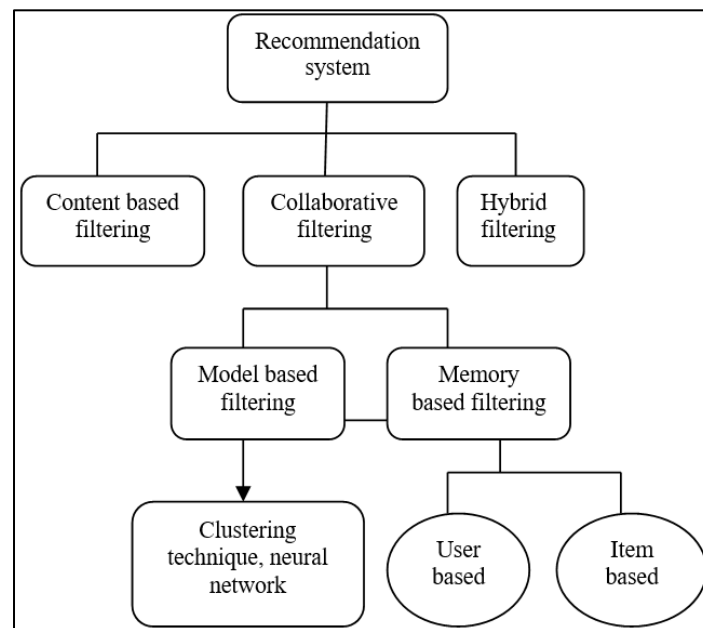 Recommendation
system
Content based
filtering
Collaborative
filtering
Hybrid
filtering
Model based
filtering
Memory
based filtering
Clustering
technique, neural
network
User
based
Item
based